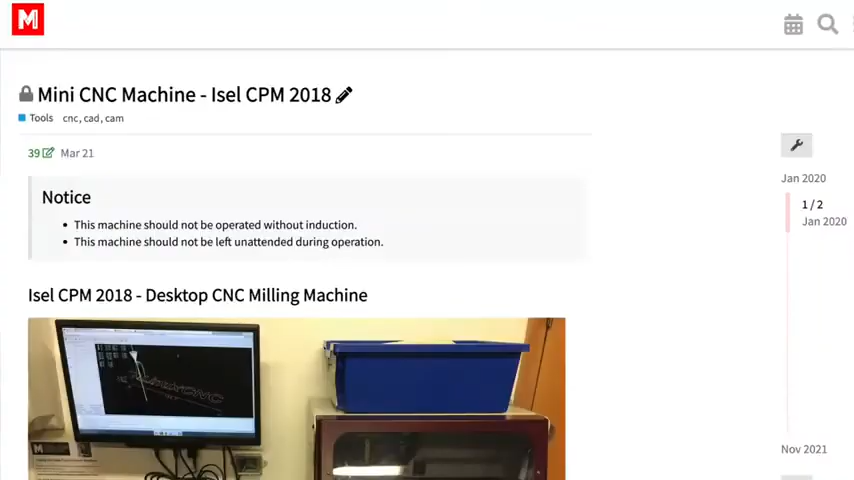 M
Mini CNC Machine - Isel CPM 2018
Tools cnc, cad, cam
39 Mar 21
Notice
• This machine should not be operated without induction.
• This machine should not be left unattended during operation.
Isel CPM 2018 - Desktop CNC Milling Machine
Jan 2020
1 / 2
Jan 2020
Nov 2021